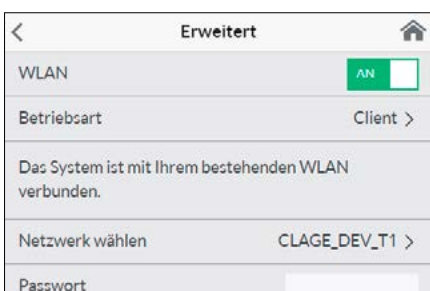 Erweitert
WLAN AN
Betriebsart Client >
Das System ist mit Ihrem bestehenden WLAN
verbunden.
Netzwerk wählen CLAGE_DEV_T1 >
Passwort